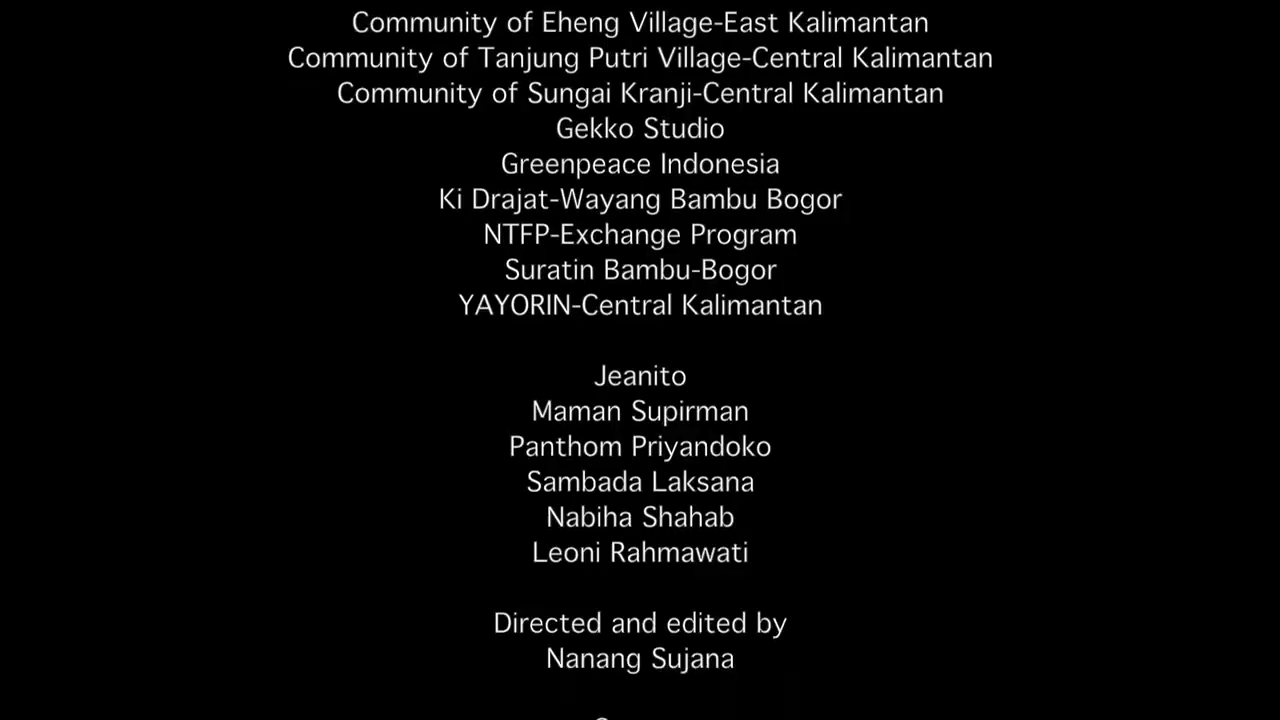 Community of Eheng Village-East Kalimantan
Community of Tanjung Putri Village-Central Kalimantan
Community of Sungai Kranji-Central Kalimantan
Gekko Studio
Greenpeace Indonesia
Ki Drajat-Wayang Bambu Bogor
NTFP-Exchange Program
Suratin Bambu-Bogor
YAYORIN-Central Kalimantan
Jeanito
Maman Supirman
Panthom Priyandoko
Sambada Laksana
Nabiha Shahab
Leoni Rahmawati
Directed and edited by
Nanang Sujana